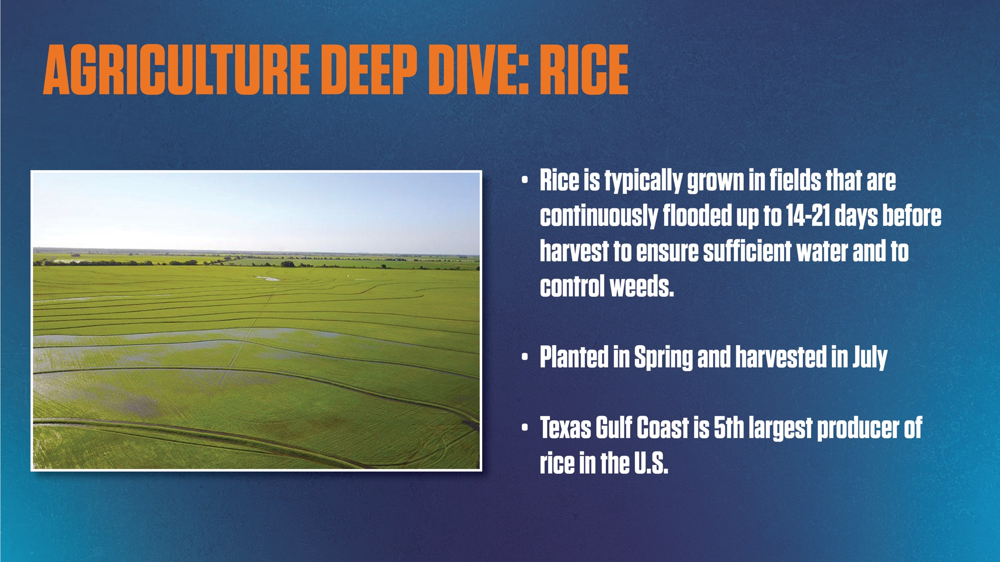 AGRICULTURE DEEP DIVE: RICE
• Rice is typically grown in fields that are
continuously flooded up to 14-21 days before
harvest to ensure sufficient water and to
control weeds.
• Planted in Spring and harvested in July
• Texas Gulf Coast is 5th largest producer of
rice in the U.S.